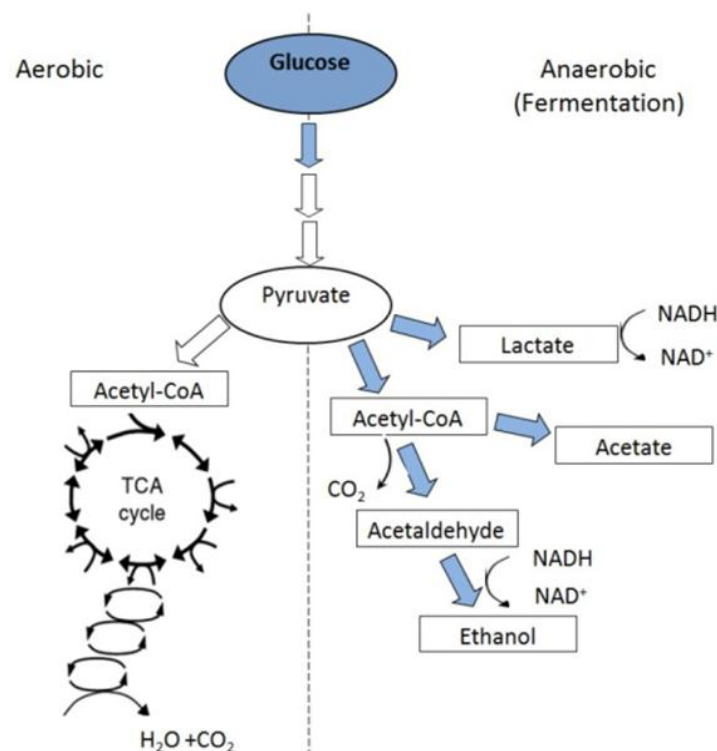 Aerobic
Glucose
Anaerobic
(Fermentation)
Pyruvate
Lactate
NADH
NAD⁺
Acetyl-CoA
TCA
cycle
H₂O +CO₂
Acetyl-CoA
Acetate
CO₂
Acetaldehyde
NADH
NAD⁺
Ethanol